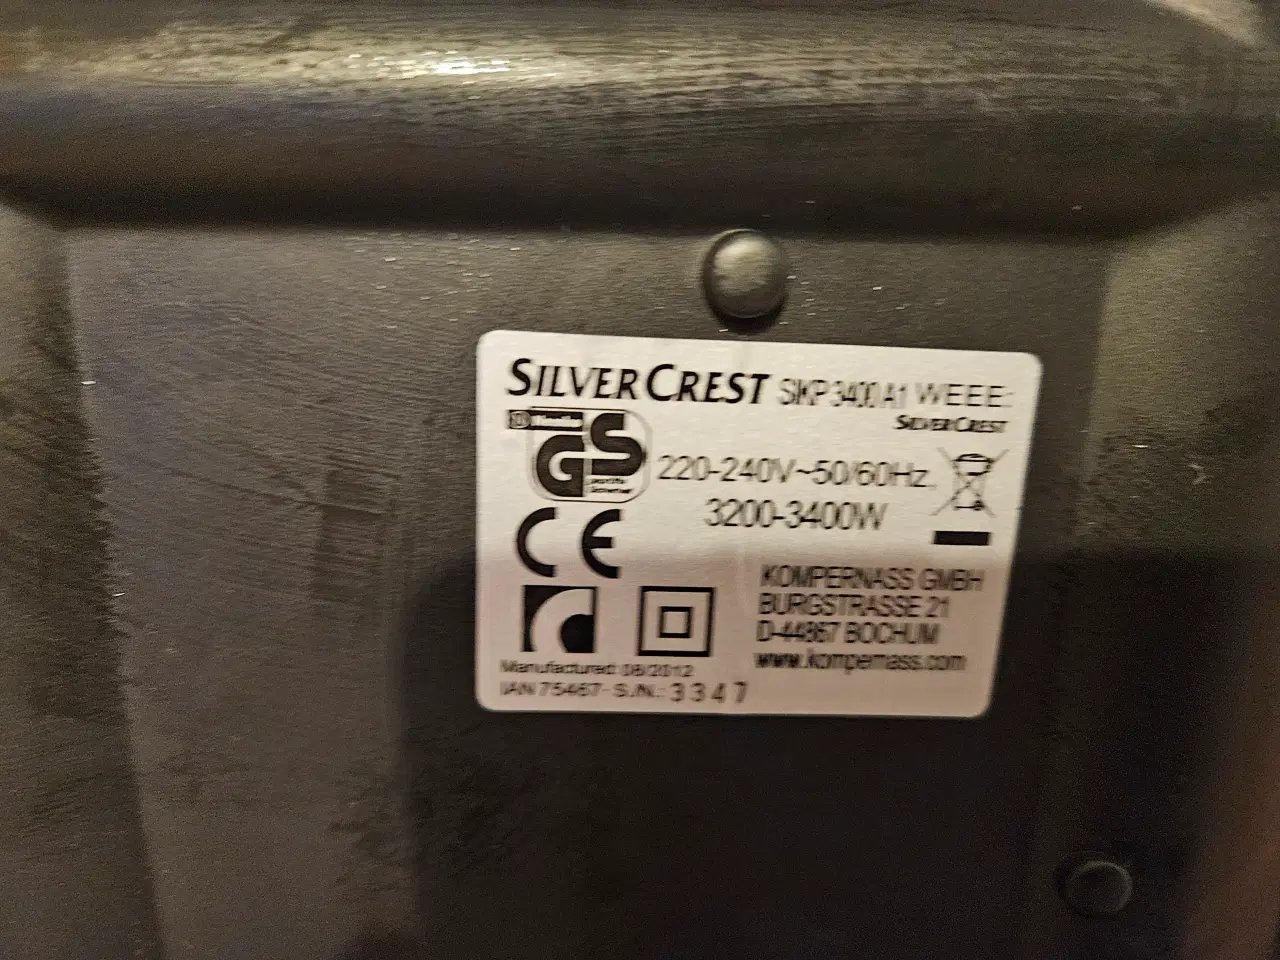 SILVERCREST SKP 3400 A1 WEEE:
SILVERCREST
GS
220-240V~50/60Hz,
3200-3400W
CE
KOMPERNASS GMBH
BURGSTRASSE 21
D-44867 BOCHUM
www.kompernass.com
Manufactured: 08/2012
IAN 75467- S./N.: 3347